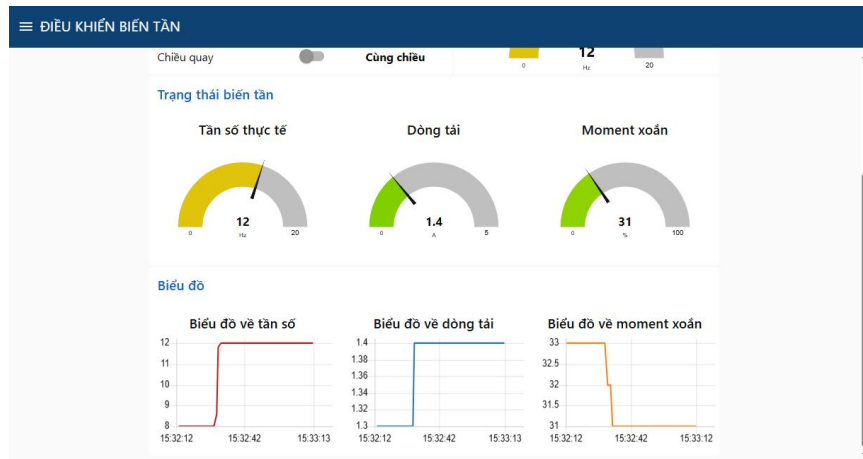 ĐIỀU KHIỂN BIẾN TẦN
Chiều quay Cùng chiều 12
0 Hz 20
Trạng thái biến tần
Tần số thực tế Dòng tải Moment xoắn
12 1.4 31
0 Hz 20 0 A 5 0 % 100
Biểu đồ
Biểu đồ về tần số Biểu đồ về dòng tải Biểu đồ về moment xoắn
12
11
10
9
8
15:32:12 15:32:42 15:33:13
1.4
1.38
1.36
1.34
1.32
1.3
15:32:12 15:32:42 15:33:13
33
32.5
32
31.5
31
15:32:12 15:32:42 15:33:12